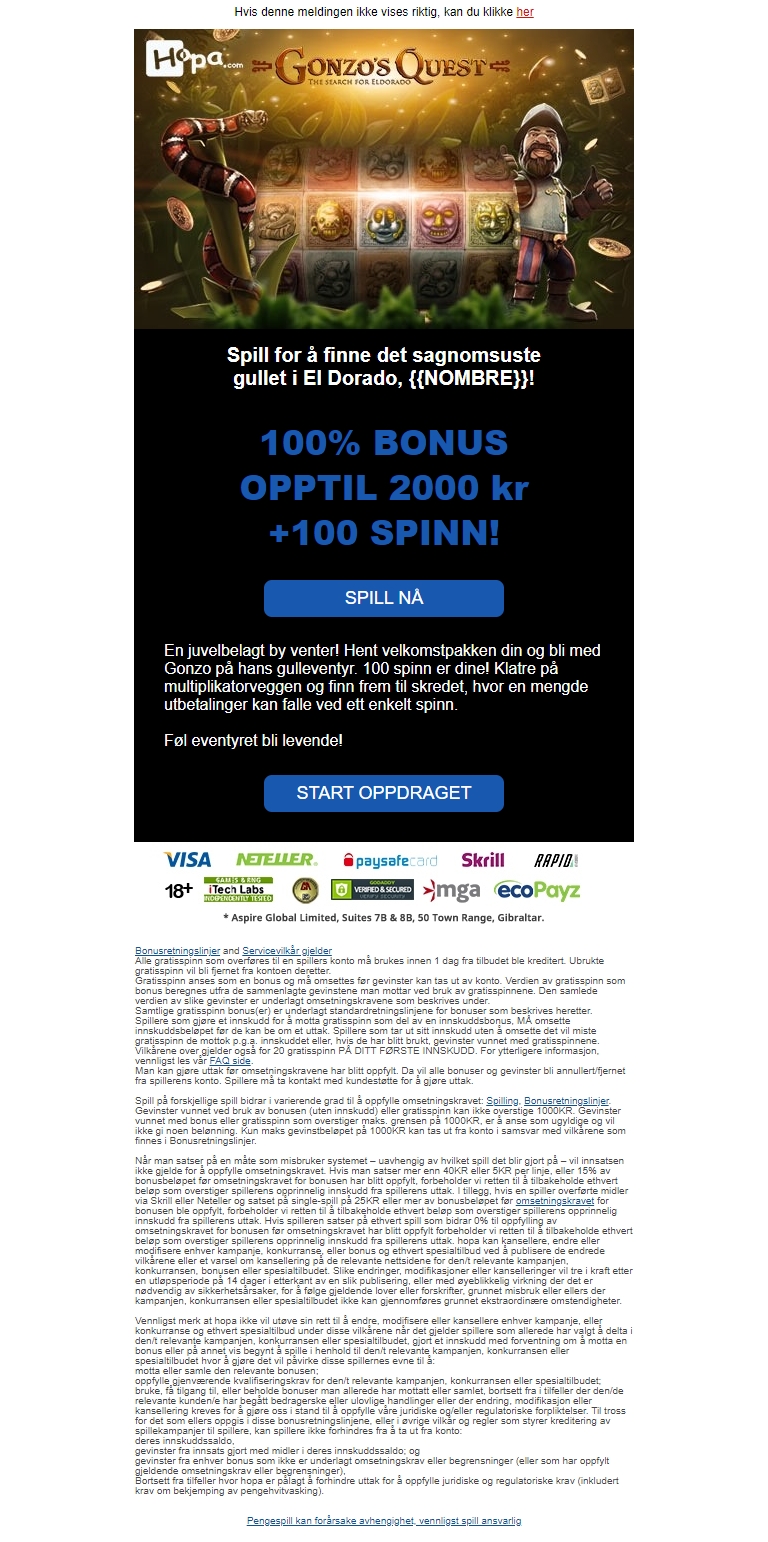 Hvis denne meldingen ikke vises riktig, kan du klikke her
Hopa.com
GONZO'S QUEST
THE SEARCH FOR ELDORADO
Spill for å finne det sagnomsuste
gullet i El Dorado, {{NOMBRE}}!
100% BONUS
OPPTIL 2000 kr
+100 SPINN!
SPILL NÅ
En juvelbelagt by venter! Hent velkomstpakken din og bli med
Gonzo på hans gulleventyr. 100 spinn er dine! Klatre på
multiplikatorveggen og finn frem til skredet, hvor en mengde
utbetalinger kan falle ved ett enkelt spinn.
Føl eventyret bli levende!
START OPPDRAGET
VISA NETELLER paysafecard Skrill RAPID!
18+ GAMES & RNG iTech Labs INDEPENDENTLY TESTED GODADDY VERIFIED & SECURED VERIFY SECURITY mga ecoPayz
* Aspire Global Limited, Suites 7B & 8B, 50 Town Range, Gibraltar.
Bonusretningslinjer and Servicevilkår gjelder
Alle gratisspinn som overføres til en spillers konto må brukes innen 1 dag fra tilbudet ble kreditert. Ubrukte
gratisspinn vil bli fjernet fra kontoen deretter.
Gratisspinn anses som en bonus og må omsettes før gevinster kan tas ut av konto. Verdien av gratisspinn som
bonus beregnes utfra de sammenlagte gevinstene man mottar ved bruk av gratisspinnene. Den samlede
verdien av slike gevinster er underlagt omsetningskravene som beskrives under.
Samtlige gratisspinn bonus(er) er underlagt standardretningslinjene for bonuser som beskrives heretter.
Spillere som gjør et innskudd for å motta gratisspinn som del av en innskuddsbonus, MÅ omsette
innskuddsbeløpet før de kan be om et uttak. Spillere som tar ut sitt innskudd uten å omsette det vil miste
gratisspinn de mottok p.g.a. innskuddet eller, hvis de har blitt brukt, gevinster vunnet med gratisspinnene.
Vilkårene over gjelder også for 20 gratisspinn PÅ DITT FØRSTE INNSKUDD. For ytterligere informasjon,
vennligst les vår FAQ side.
Man kan gjøre uttak før omsetningskravene har blitt oppfylt. Da vil alle bonuser og gevinster bli annullert/fjernet
fra spillerens konto. Spillere må ta kontakt med kundestøtte for å gjøre uttak.
Spill på forskjellige spill bidrar i varierende grad til å oppfylle omsetningskravet: Spilling, Bonusretningslinjer.
Gevinster vunnet ved bruk av bonusen (uten innskudd) eller gratisspinn kan ikke overstige 1000KR. Gevinster
vunnet med bonus eller gratisspinn som overstiger maks. grensen på 1000KR, er å anse som ugyldige og vil
ikke gi noen belønning. Kun maks gevinstbeløpet på 1000KR kan tas ut fra konto i samsvar med vilkårene som
finnes i Bonusretningslinjer.
Når man satser på en måte som misbruker systemet – uavhengig av hvilket spill det blir gjort på – vil innsatsen
ikke gjelde for å oppfylle omsetningskravet. Hvis man satser mer enn 40KR eller 5KR per linje, eller 15% av
bonusbeløpet før omsetningskravet for bonusen har blitt oppfylt, forbeholder vi retten til å tilbakeholde ethvert
beløp som overstiger spillerens opprinnelig innskudd fra spillerens uttak. I tillegg, hvis en spiller overførte midler
via Skrill eller Neteller og satset på single-spill på 25KR eller mer av bonusbeløpet før omsetningskravet for
bonusen ble oppfylt, forbeholder vi retten til å tilbakeholde ethvert beløp som overstiger spillerens opprinnelig
innskudd fra spillerens uttak. Hvis spilleren satser på ethvert spill som bidrar 0% til oppfylling av
omsetningskravet for bonusen før omsetningskravet har blitt oppfylt forbeholder vi retten til å tilbakeholde ethvert
beløp som overstiger spillerens opprinnelig innskudd fra spillerens uttak. hopa kan kansellere, endre eller
modifisere enhver kampanje, konkurranse, eller bonus og ethvert spesialtilbud ved å publisere de endrede
vilkårene eller et varsel om kansellering på de relevante nettsidene for den/t relevante kampanjen,
konkurransen, bonusen eller spesialtilbudet. Slike endringer, modifikasjoner eller kanselleringer vil tre i kraft etter
en utløpsperiode på 14 dager i etterkant av en slik publisering, eller med øyeblikkelig virkning der det er
nødvendig av sikkerhetsårsaker, for å følge gjeldende lover eller forskrifter, grunnet misbruk eller ellers der
kampanjen, konkurransen eller spesialtilbudet ikke kan gjennomføres grunnet ekstraordinære omstendigheter.
Vennligst merk at hopa ikke vil utøve sin rett til å endre, modifisere eller kansellere enhver kampanje, eller
konkurranse og ethvert spesialtilbud under disse vilkårene når det gjelder spillere som allerede har valgt å delta i
den/t relevante kampanjen, konkurransen eller spesialtilbudet, gjort et innskudd med forventning om å motta en
bonus eller på annet vis begynt å spille i henhold til den/t relevante kampanjen, konkurransen eller
spesialtilbudet hvor å gjøre det vil påvirke disse spillernes evne til å:
motta eller samle den relevante bonusen;
oppfylle gjenværende kvalifiseringskrav for den/t relevante kampanjen, konkurransen eller spesialtilbudet;
bruke, få tilgang til, eller beholde bonuser man allerede har mottatt eller samlet, bortsett fra i tilfeller der den/de
relevante kunden/e har begått bedragerske eller ulovlige handlinger eller der endring, modifikasjon eller
kansellering kreves for å gjøre oss i stand til å oppfylle våre juridiske og/eller regulatoriske forpliktelser. Til tross
for det som ellers oppgis i disse bonusretningslinjene, eller i øvrige vilkår og regler som styrer kreditering av
spillekampanjer til spillere, kan spillere ikke forhindres fra å ta ut fra konto:
deres innskuddssaldo,
gevinster fra innsats gjort med midler i deres innskuddssaldo; og
gevinster fra enhver bonus som ikke er underlagt omsetningskrav eller begrensninger (eller som har oppfylt
gjeldende omsetningskrav eller begrensninger),
Bortsett fra tilfeller hvor hopa er pålagt å forhindre uttak for å oppfylle juridiske og regulatoriske krav (inkludert
krav om bekjemping av pengehvitvasking).
Pengespill kan forårsake avhengighet, vennligst spill ansvarlig